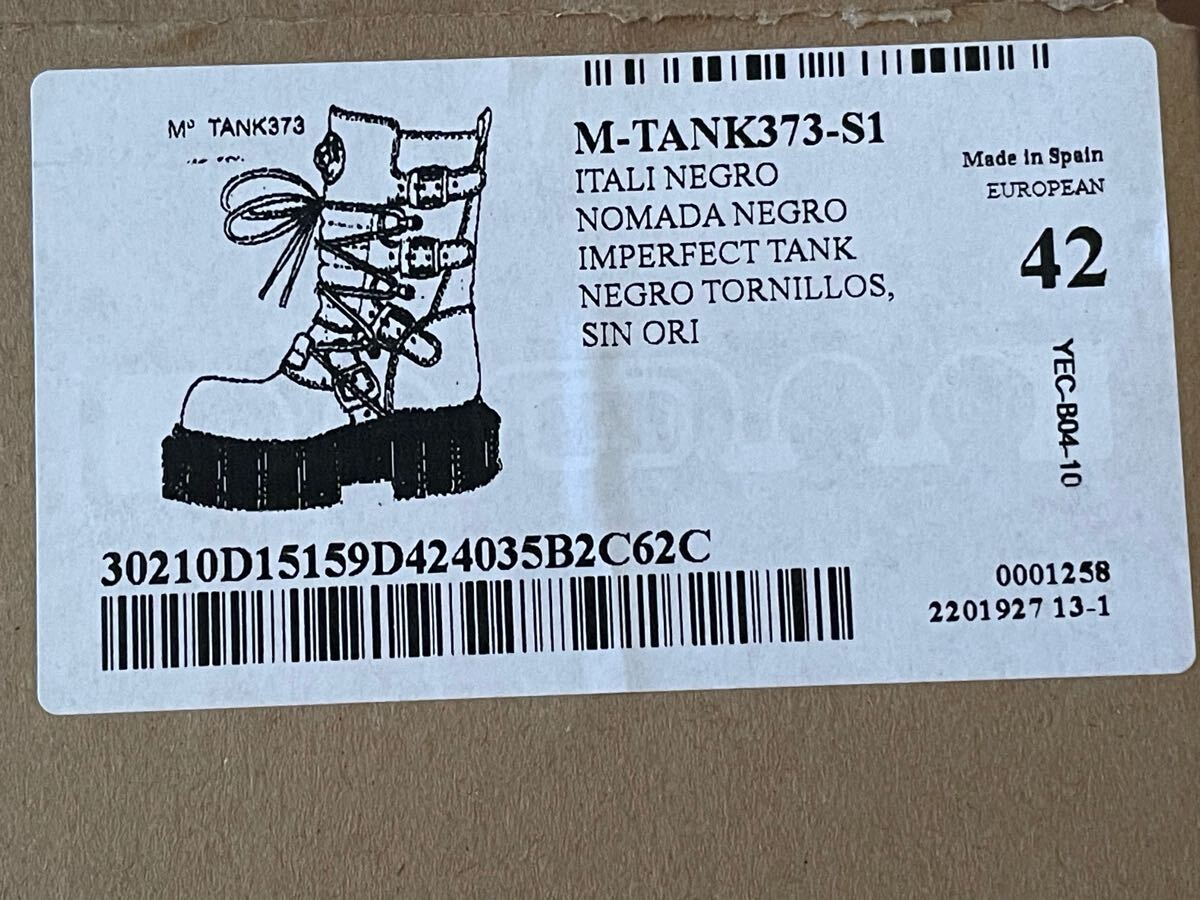 Mº TANK373
M-TANK373-S1
ITALI NEGRO
NOMADA NEGRO
IMPERFECT TANK
NEGRO TORNILLOS,
SIN ORI
Made in Spain
EUROPEAN
42
YEC-B04-10
30210D15159D424035B2C62C
0001258
2201927 13-1